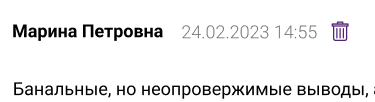 Марина Петровна 24.02.2023 14:55
Банальные, но неопровержимые выводы,